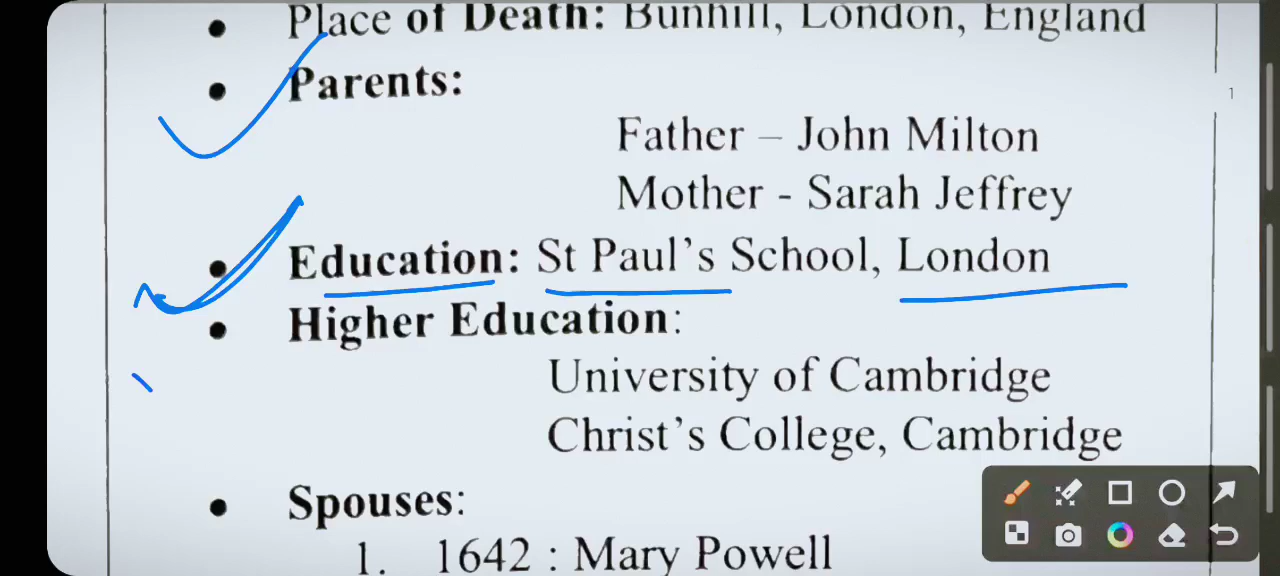 • Place of Death: Bunhill, London, England
• Parents:
1
Father – John Milton
Mother - Sarah Jeffrey
• Education: St Paul's School, London
• Higher Education:
University of Cambridge
Christ's College, Cambridge
• Spouses:
1. 1642 : Mary Powell